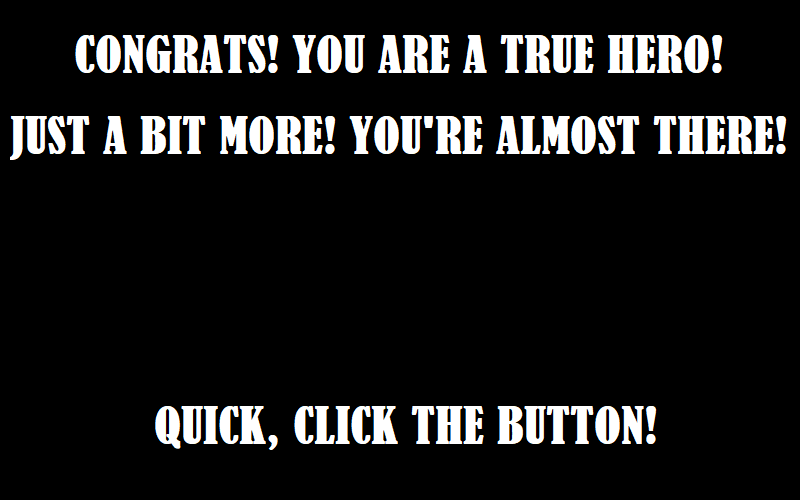 CONGRATS! YOU ARE A TRUE HERO!
JUST A BIT MORE! YOU'RE ALMOST THERE!
QUICK, CLICK THE BUTTON!